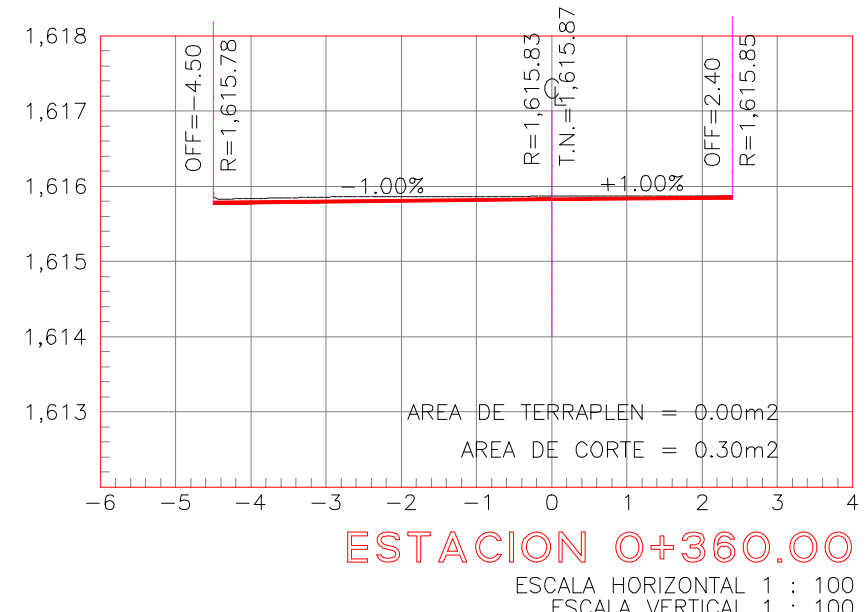 1,618
1,617
1,616
1,615
1,614
1,613
OFF=-4.50
R=1,615.78
R=1,615.83
T.N.=1,615.87
OFF=2.40
R=1,615.85
-1.00%
+1.00%
AREA DE TERRAPLEN = 0.00m2
AREA DE CORTE = 0.30m2
-6 -5 -4 -3 -2 -1 0 1 2 3 4
ESTACION 0+360.00
ESCALA HORIZONTAL 1 : 100
ESCALA VERTICAL 1 : 100